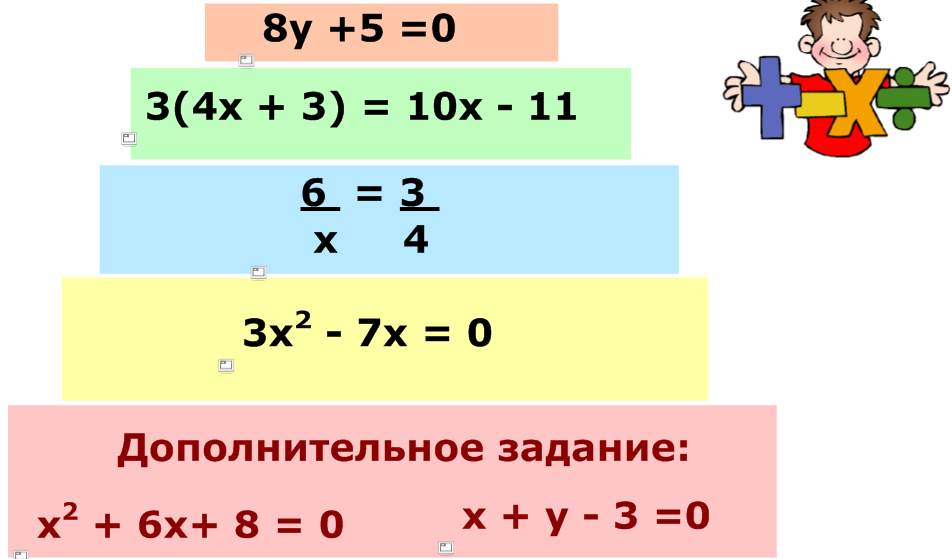 8y +5 =0
3(4x + 3) = 10x - 11
6 = 3
x 4
3x² - 7x = 0
Дополнительное задание:
x² + 6x+ 8 = 0
x + y - 3 =0